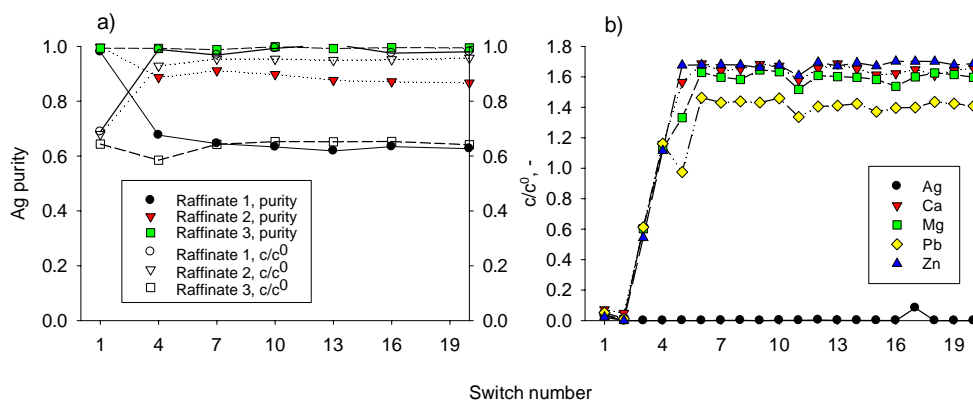 a)
b)
1.0
0.8
0.6
0.4
0.2
0.0
Ag purity
1.0
0.8
0.6
0.4
0.2
0.0
Raffinate 1, purity
Raffinate 2, purity
Raffinate 3, purity
Raffinate 1, c/c0
Raffinate 2, c/c0
Raffinate 3, c/c0
1 4 7 10 13 16 19
1.8
1.6
1.4
1.2
1.0
0.8
0.6
0.4
0.2
0.0
c/c0, -
Ag
Ca
Mg
Pb
Zn
1 4 7 10 13 16 19
Switch number